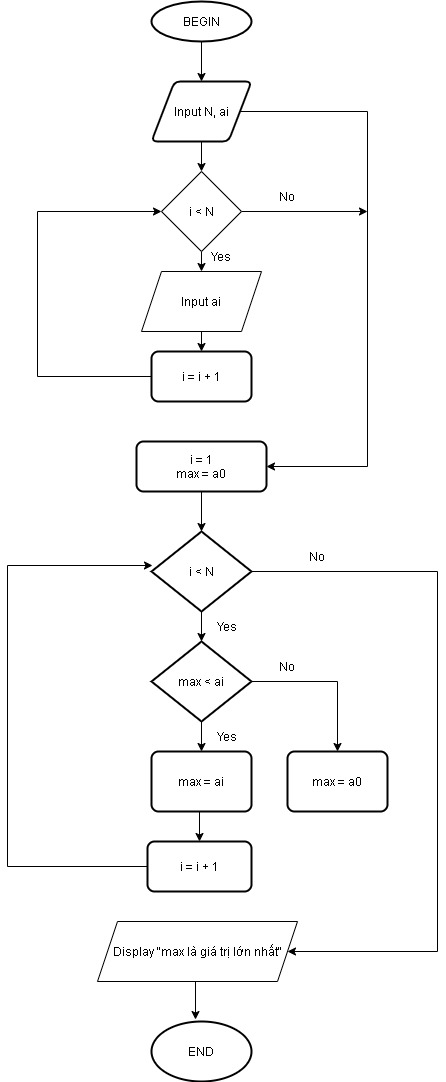 BEGIN
Input N, ai
i < N
No
Yes
Input ai
i = i + 1
i = 1
max = a0
i < N
No
Yes
max < ai
No
Yes
max = ai
max = a0
i = i + 1
Display "max là giá trị lớn nhất"
END